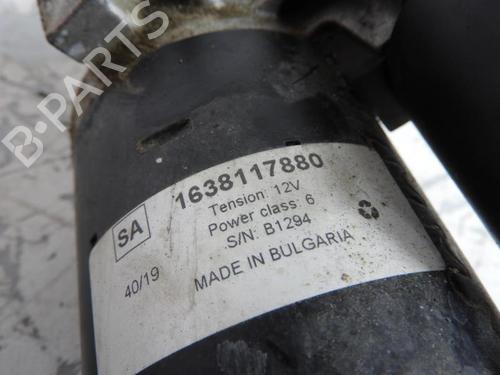 B-PARTS
1638117880
Tension: 12V
Power class: 6
S/N: B1294
SA
40/19
MADE IN BULGARIA